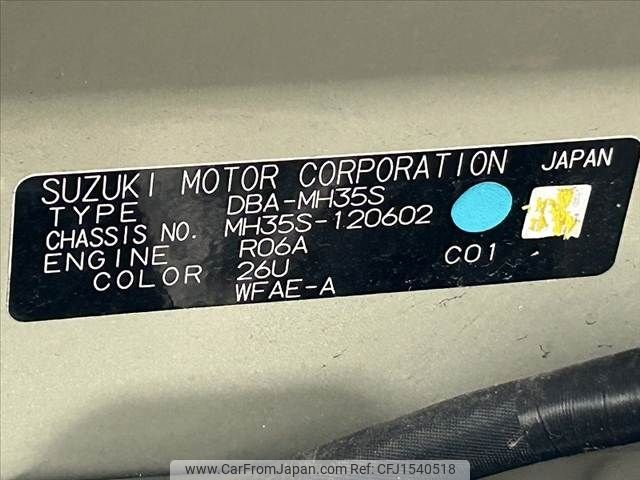 SUZUKI MOTOR CORPORATION JAPAN
TYPE DBA-MH35S
CHASSIS NO. MH35S-120602
ENGINE R06A
COLOR 26U C01
WFAE-A
www.CarFromJapan.com - Ref No: CFJ1540518